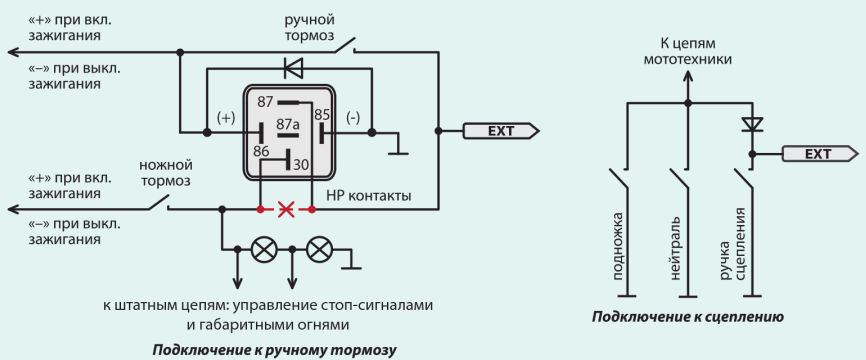 «+» при вкл.
зажигания
«–» при выкл.
зажигания
ручной
тормоз
87
87a
85
86
30
(+)
(-)
EXT
ножной
тормоз
НР контакты
«+» при вкл.
зажигания
«–» при выкл.
зажигания
к штатным цепям: управление стоп-сигналами
и габаритными огнями
Подключение к ручному тормозу
К цепям
мототехники
EXT
подножка
нейтраль
ручка
сцепления
Подключение к сцеплению